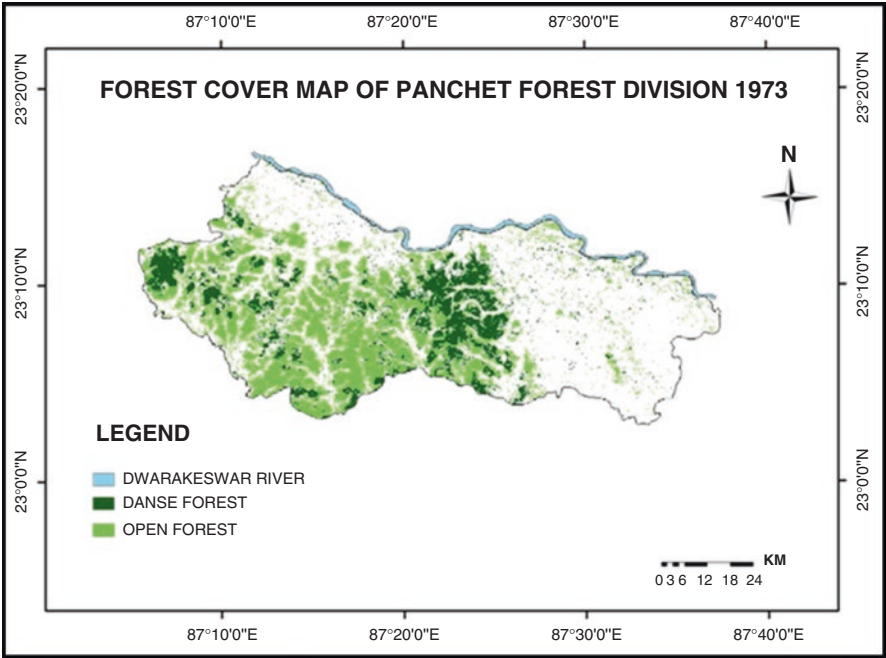 87°10'0"E 87°20'0"E 87°30'0"E 87°40'0"E
23°20'0"N 23°20'0"N
FOREST COVER MAP OF PANCHET FOREST DIVISION 1973
N
23°10'0"N 23°10'0"N
LEGEND
23°0'0"N 23°0'0"N
DWARAKESWAR RIVER
DANSE FOREST
OPEN FOREST
KM
0 3 6 12 18 24
87°10'0"E 87°20'0"E 87°30'0"E 87°40'0"E